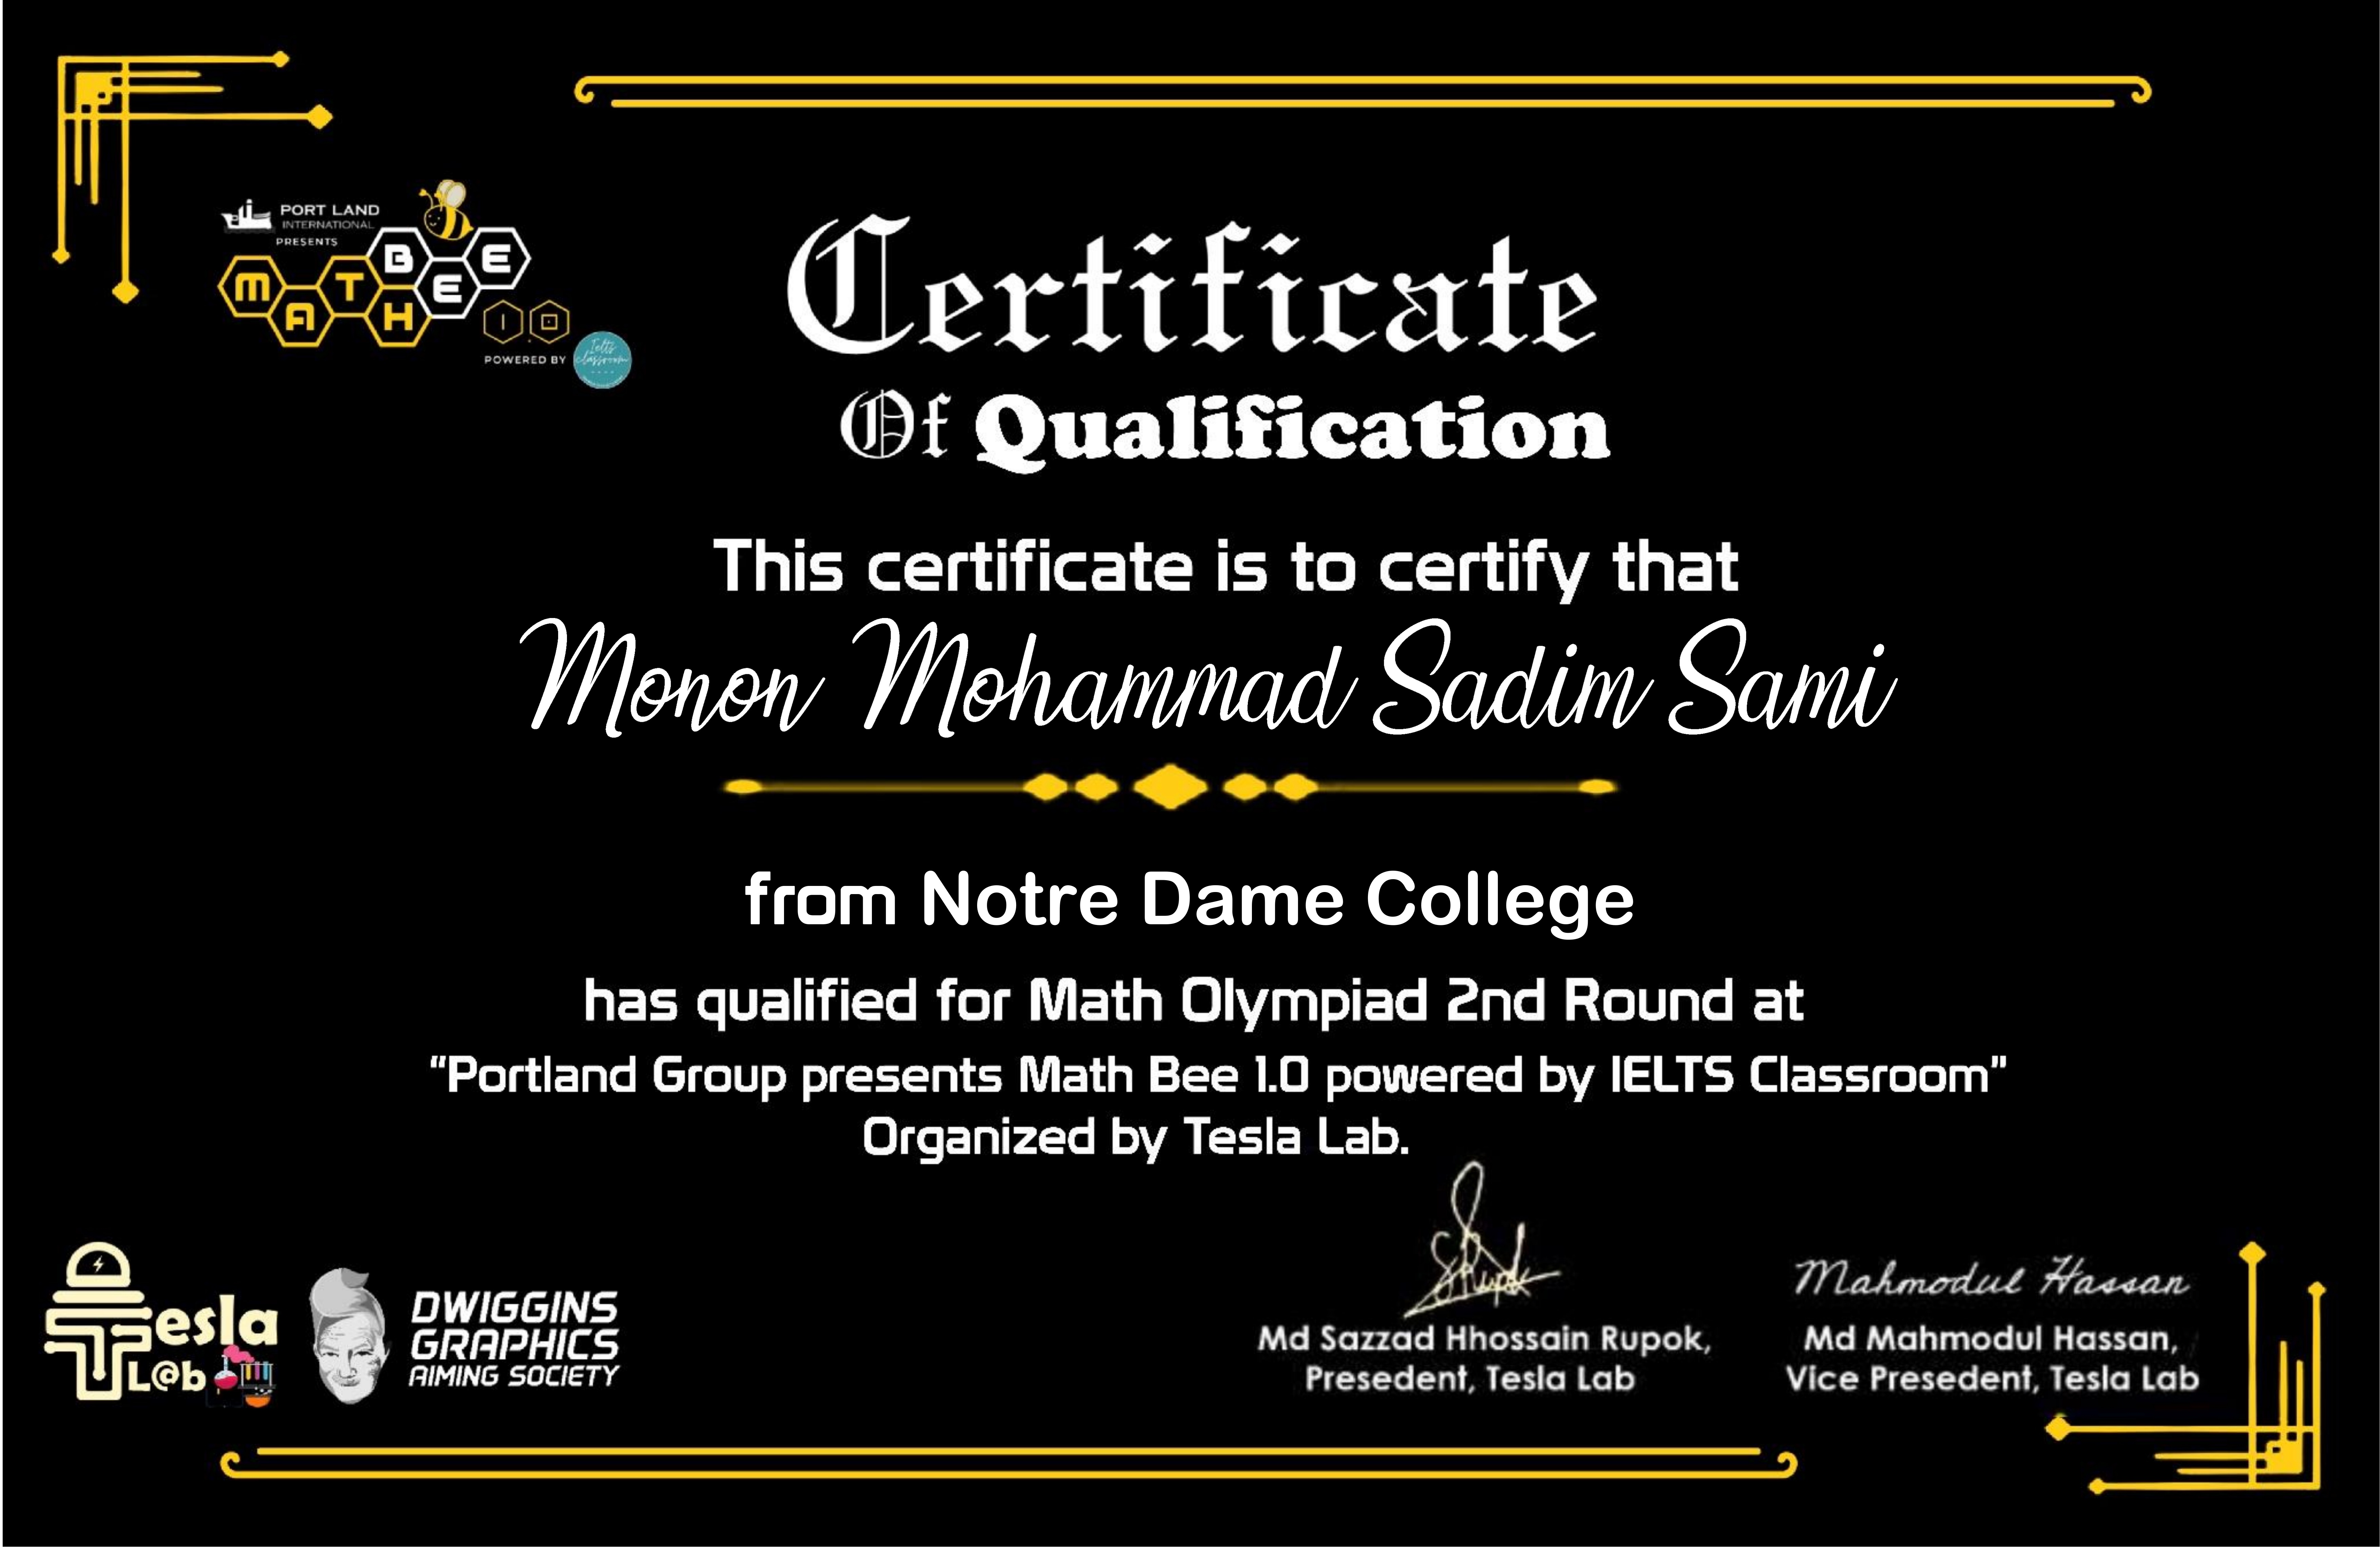 PORT LAND
INTERNATIONAL
PRESENTS
MATH BEE
1.0
POWERED BY
Ielts
classroom
Certificate
Of Qualification
This certificate is to certify that
Monon Mohammad Sadim Sami
from Notre Dame College
has qualified for Math Olympiad 2nd Round at
"Portland Group presents Math Bee 1.0 powered by IELTS Classroom"
Organized by Tesla Lab.
Tesla
L@b
DWIGGINS
GRAPHICS
AIMING SOCIETY
Md Sazzad Hhossain Rupok,
Presedent, Tesla Lab
Mahmodul Hassan
Md Mahmodul Hassan,
Vice Presedent, Tesla Lab